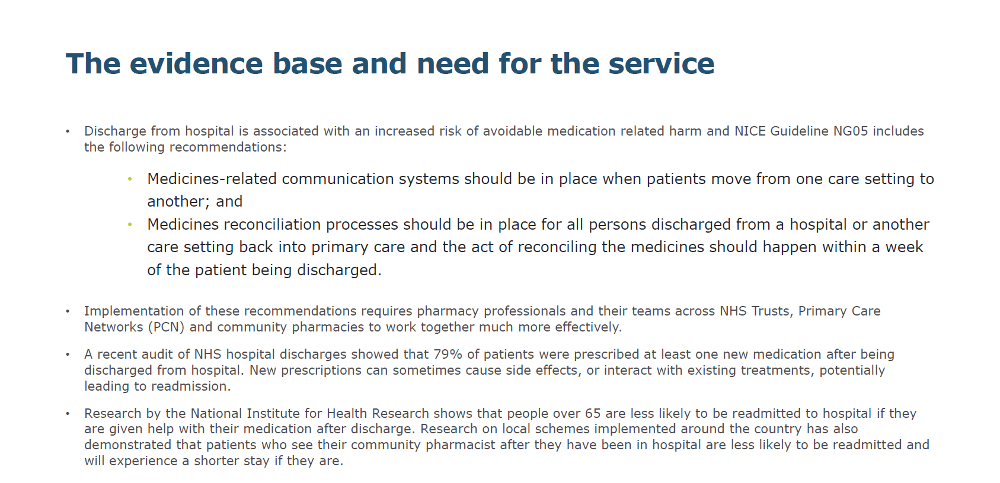 The evidence base and need for the service
• Discharge from hospital is associated with an increased risk of avoidable medication related harm and NICE Guideline NG05 includes
the following recommendations:
• Medicines-related communication systems should be in place when patients move from one care setting to
another; and
• Medicines reconciliation processes should be in place for all persons discharged from a hospital or another
care setting back into primary care and the act of reconciling the medicines should happen within a week
of the patient being discharged.
• Implementation of these recommendations requires pharmacy professionals and their teams across NHS Trusts, Primary Care
Networks (PCN) and community pharmacies to work together much more effectively.
• A recent audit of NHS hospital discharges showed that 79% of patients were prescribed at least one new medication after being
discharged from hospital. New prescriptions can sometimes cause side effects, or interact with existing treatments, potentially
leading to readmission.
• Research by the National Institute for Health Research shows that people over 65 are less likely to be readmitted to hospital if they
are given help with their medication after discharge. Research on local schemes implemented around the country has also
demonstrated that patients who see their community pharmacist after they have been in hospital are less likely to be readmitted and
will experience a shorter stay if they are.